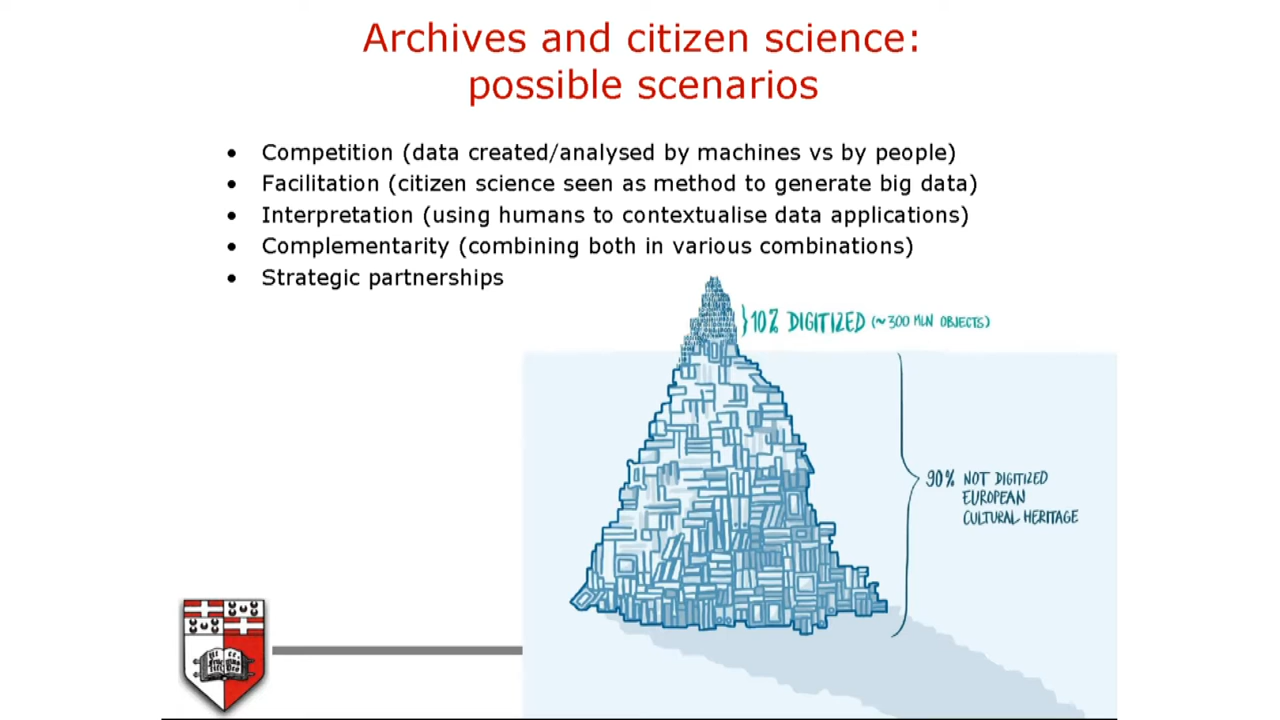 Archives and citizen science:
possible scenarios
• Competition (data created/analysed by machines vs by people)
• Facilitation (citizen science seen as method to generate big data)
• Interpretation (using humans to contextualise data applications)
• Complementarity (combining both in various combinations)
• Strategic partnerships
10% DIGITIZED (~300 MLN OBJECTS)
90% NOT DIGITIZED
EUROPEAN
CULTURAL HERITAGE